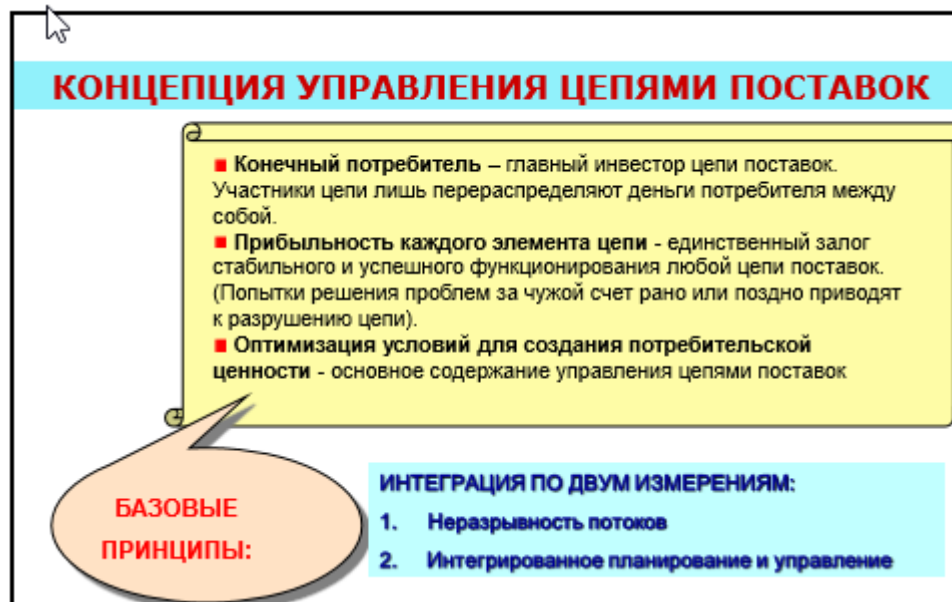 КОНЦЕПЦИЯ УПРАВЛЕНИЯ ЦЕПЯМИ ПОСТАВОК
Конечный потребитель – главный инвестор цепи поставок.
Участники цепи лишь перераспределяют деньги потребителя между
собой.
Прибыльность каждого элемента цепи - единственный залог
стабильного и успешного функционирования любой цепи поставок.
(Попытки решения проблем за чужой счет рано или поздно приводят
к разрушению цепи).
Оптимизация условий для создания потребительской
ценности - основное содержание управления цепями поставок
БАЗОВЫЕ
ПРИНЦИПЫ:
ИНТЕГРАЦИЯ ПО ДВУМ ИЗМЕРЕНИЯМ:
1. Неразрывность потоков
2. Интегрированное планирование и управление